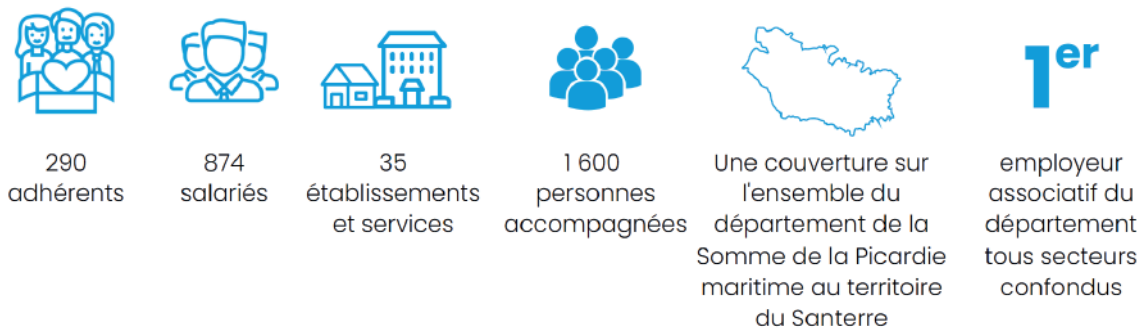 290
adhérents
874
salariés
35
établissements
et services
1 600
personnes
accompagnées
Une couverture sur
l'ensemble du
département de la
Somme de la Picardie
maritime au territoire
du Santerre
1er
employeur
associatif du
département
tous secteurs
confondus